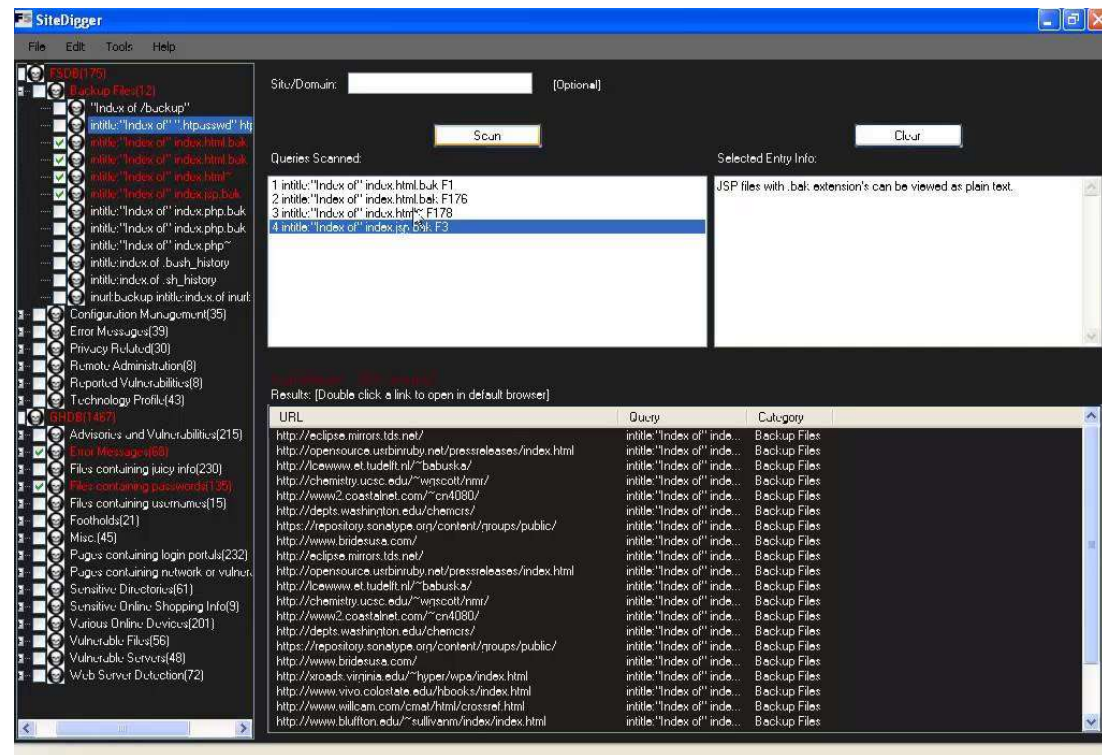 SiteDigger
File Edit Tools Help
FSDB(175)
Backup Files(12)
"Index of /backup"
intitle:"Index of" ".htpasswd" htp
intitle:"Index of" index.html.bak
intitle:"Index of" index.html.bak
intitle:"Index of" index.html~
intitle:"Index of" index.jsp.bak
intitle:"Index of" index.php.bak
intitle:"Index of" index.php.bak
intitle:"Index of" index.php~
intitle:index.of .bash_history
intitle:index.of .sh_history
inurl:backup intitle:index.of inurl:
Configuration Management(35)
Error Messages(39)
Privacy Related(30)
Remote Administration(8)
Reported Vulnerabilities(8)
Technology Profile(43)
GHDB(1467)
Advisories and Vulnerabilities(215)
Error Messages(68)
Files containing juicy info(230)
Files containing passwords(135)
Files containing usernames(15)
Footholds(21)
Misc.(45)
Pages containing login portals(232)
Pages containing network or vulnera
Sensitive Directories(61)
Sensitive Online Shopping Info(9)
Various Online Devices(201)
Vulnerable Files(56)
Vulnerable Servers(48)
Web Server Detection(72)
Site/Domain: [Optional]
Scan Clear
Queries Scanned: Selected Entry Info:
1 intitle:"Index of" index.html.bak F1
2 intitle:"Index of" index.html.bak F176
3 intitle:"Index of" index.html~ F178
4 intitle:"Index of" index.jsp.bak F3
JSP files with .bak extension's can be viewed as plain text.
Results: [Double click a link to open in default browser]
URL Query Category
http://eclipse.mirrors.tds.net/ intitle:"Index of" inde... Backup Files
http://opensource.usrbinruby.net/pressreleases/index.html intitle:"Index of" inde... Backup Files
http://lcewww.et.tudelft.nl/~babuska/ intitle:"Index of" inde... Backup Files
http://chemistry.ucsc.edu/~wgscott/nmr/ intitle:"Index of" inde... Backup Files
http://www2.coastalnet.com/~cn4080/ intitle:"Index of" inde... Backup Files
http://depts.washington.edu/chemcrs/ intitle:"Index of" inde... Backup Files
https://repository.sonatype.org/content/groups/public/ intitle:"Index of" inde... Backup Files
http://www.bridesusa.com/ intitle:"Index of" inde... Backup Files
http://eclipse.mirrors.tds.net/ intitle:"Index of" inde... Backup Files
http://opensource.usrbinruby.net/pressreleases/index.html intitle:"Index of" inde... Backup Files
http://lcewww.et.tudelft.nl/~babuska/ intitle:"Index of" inde... Backup Files
http://chemistry.ucsc.edu/~wgscott/nmr/ intitle:"Index of" inde... Backup Files
http://www2.coastalnet.com/~cn4080/ intitle:"Index of" inde... Backup Files
http://depts.washington.edu/chemcrs/ intitle:"Index of" inde... Backup Files
https://repository.sonatype.org/content/groups/public/ intitle:"Index of" inde... Backup Files
http://www.bridesusa.com/ intitle:"Index of" inde... Backup Files
http://xroads.virginia.edu/~hyper/wpa/index.html intitle:"Index of" inde... Backup Files
http://www.vivo.colostate.edu/hbooks/index.html intitle:"Index of" inde... Backup Files
http://www.willcam.com/cmat/html/crossref.html intitle:"Index of" inde... Backup Files
http://www.bluffton.edu/~sullivanm/index/index.html intitle:"Index of" inde... Backup Files